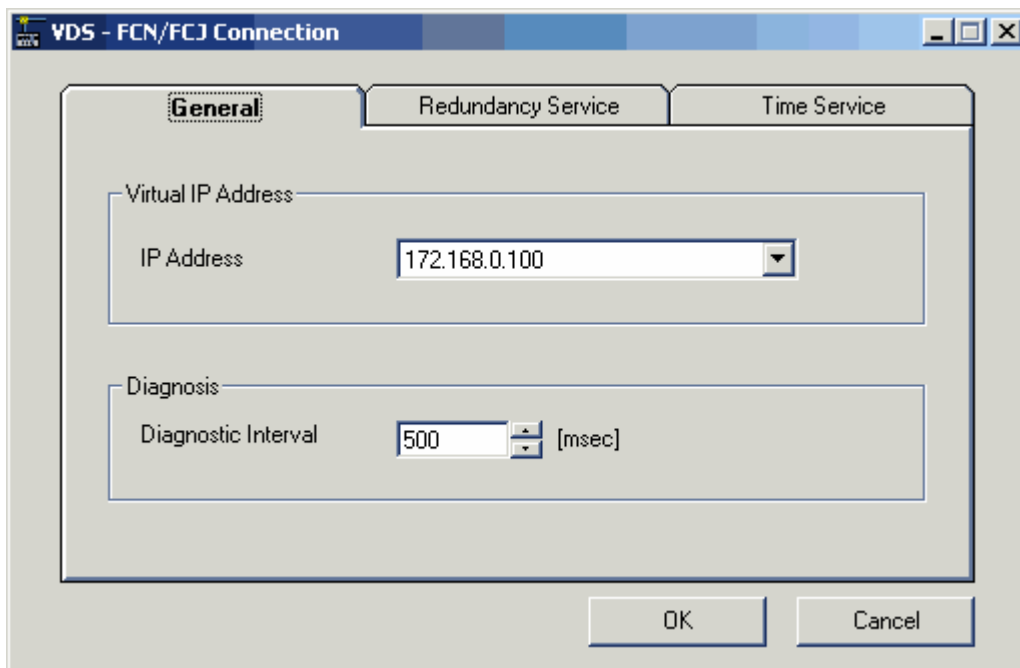 VDS - FCN/FCJ Connection
General Redundancy Service Time Service
Virtual IP Address
IP Address 172.168.0.100
Diagnosis
Diagnostic Interval 500 [msec]
OK Cancel